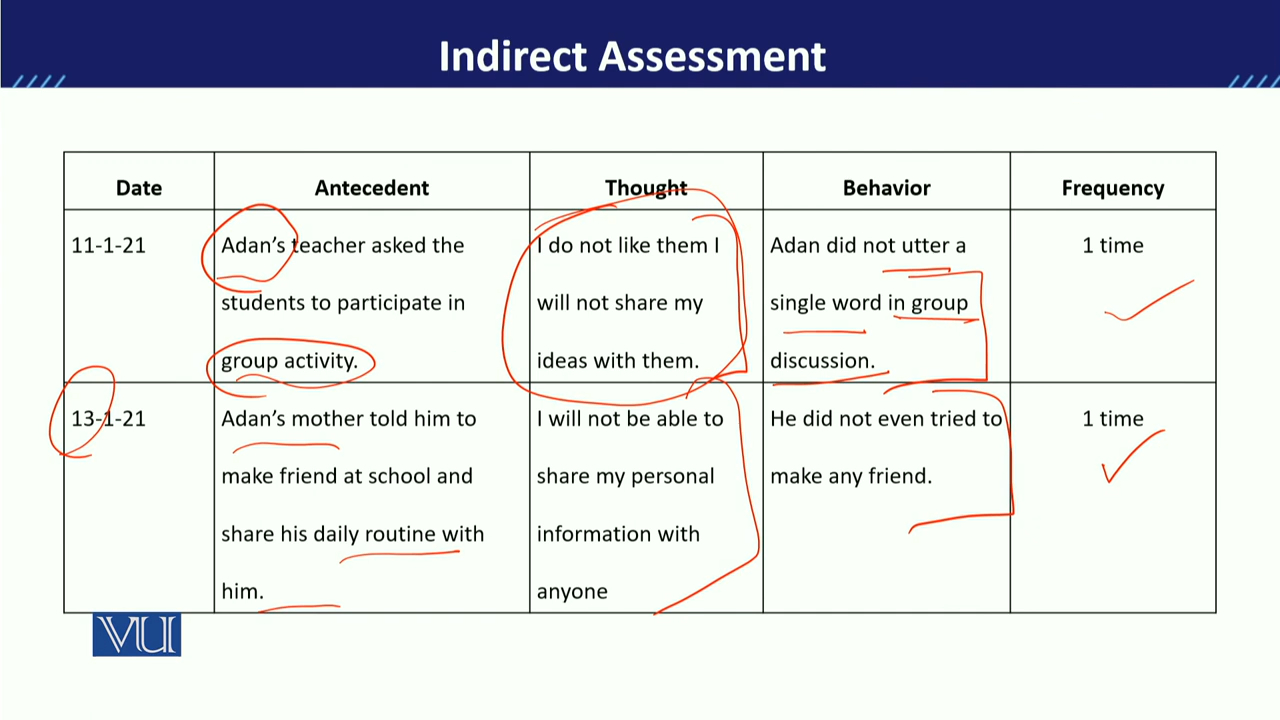 Indirect Assessment
Date Antecedent Thought Behavior Frequency
11-1-21 Adan's teacher asked the I do not like them I Adan did not utter a 1 time
students to participate in will not share my single word in group
group activity. ideas with them. discussion.
13-1-21 Adan's mother told him to I will not be able to He did not even tried to 1 time
make friend at school and share my personal make any friend.
share his daily routine with information with
him. anyone
VU